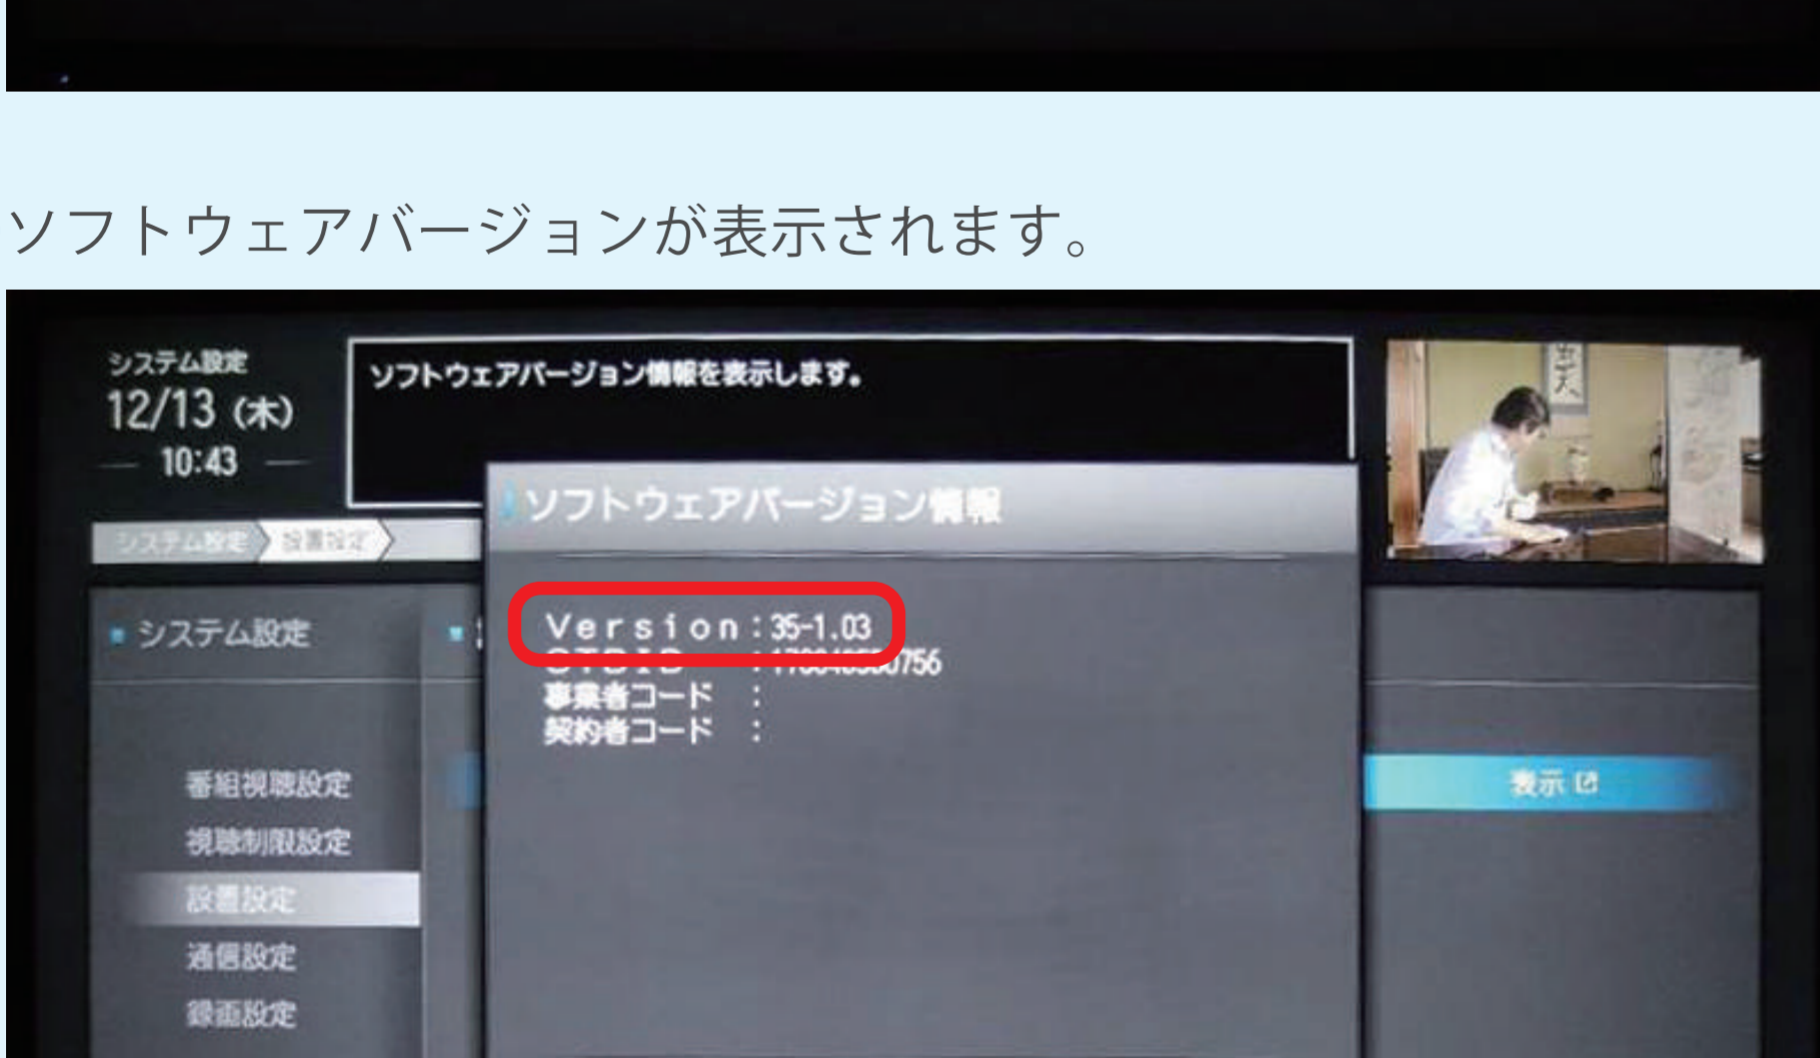 ソフトウェアバージョンが表示されます。
システム設定
12/13 (木)
10:43
ソフトウェアバージョン情報を表示します。
システム設定 設置設定
ソフトウェアバージョン情報
Version:35-1.03
事業者コード :
契約者コード :
システム設定
番組視聴設定
視聴制限設定
設置設定
通信設定
録画設定
表示